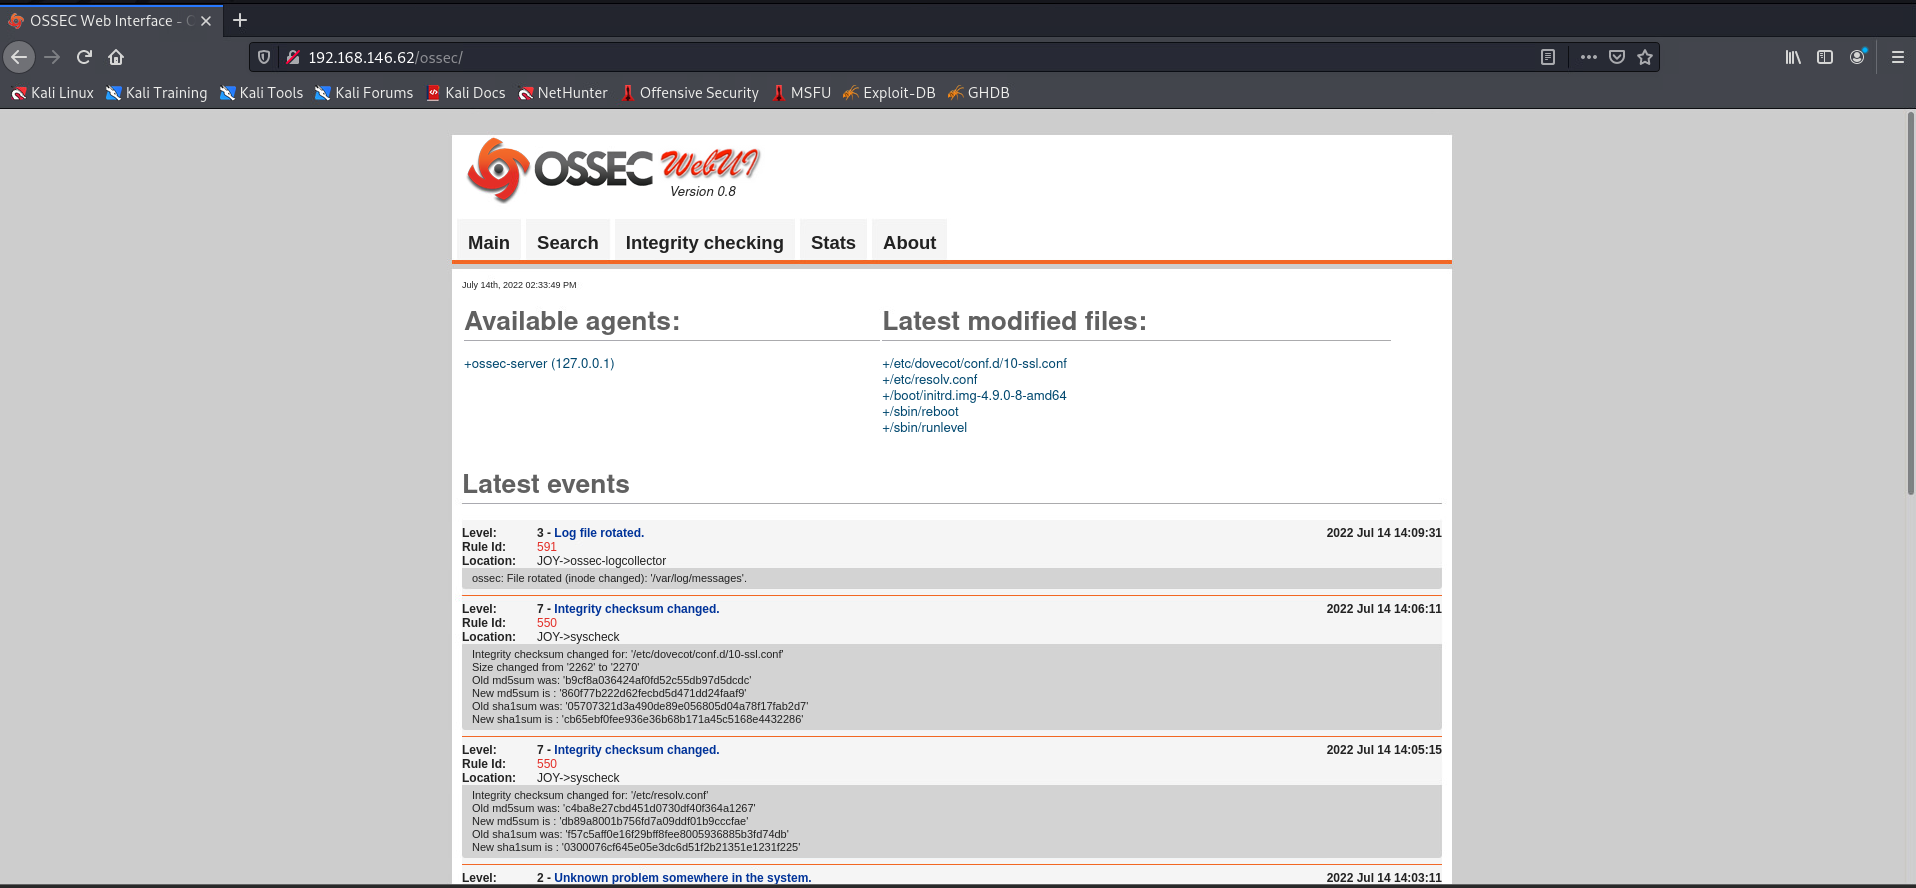 OSSEC Web Interface -
192.168.146.62/ossec/
Kali Linux Kali Training Kali Tools Kali Forums Kali Docs NetHunter Offensive Security MSFU Exploit-DB GHDB
OSSEC WebUI
Version 0.8
Main Search Integrity checking Stats About
July 14th, 2022 02:33:49 PM
Available agents:
+ossec-server (127.0.0.1)
Latest modified files:
+/etc/dovecot/conf.d/10-ssl.conf
+/etc/resolv.conf
+/boot/initrd.img-4.9.0-8-amd64
+/sbin/reboot
+/sbin/runlevel
Latest events
Level: 3 - Log file rotated. 2022 Jul 14 14:09:31
Rule Id: 591
Location: JOY->ossec-logcollector
ossec: File rotated (inode changed): '/var/log/messages'.
Level: 7 - Integrity checksum changed. 2022 Jul 14 14:06:11
Rule Id: 550
Location: JOY->syscheck
Integrity checksum changed for: '/etc/dovecot/conf.d/10-ssl.conf'
Size changed from '2262' to '2270'
Old md5sum was: 'b9cf8a036424af0fd52c55db97d5dcdc'
New md5sum is : '860f77b222d62fecbd5d471dd24faaf9'
Old sha1sum was: '05707321d3a490de89e056805d04a78f17fab2d7'
New sha1sum is : 'cb65ebf0fee936e36b68b171a45c5168e4432286'
Level: 7 - Integrity checksum changed. 2022 Jul 14 14:05:15
Rule Id: 550
Location: JOY->syscheck
Integrity checksum changed for: '/etc/resolv.conf'
Old md5sum was: 'c4ba8e27cbd451d0730df40f364a1267'
New md5sum is : 'db89a8001b756fd7a09ddf01b9cccfae'
Old sha1sum was: 'f57c5aff0e16f29bff8fee8005936885b3fd74db'
New sha1sum is : '0300076cf645e05e3dc6d51f2b21351e1231f225'
Level: 2 - Unknown problem somewhere in the system. 2022 Jul 14 14:03:11